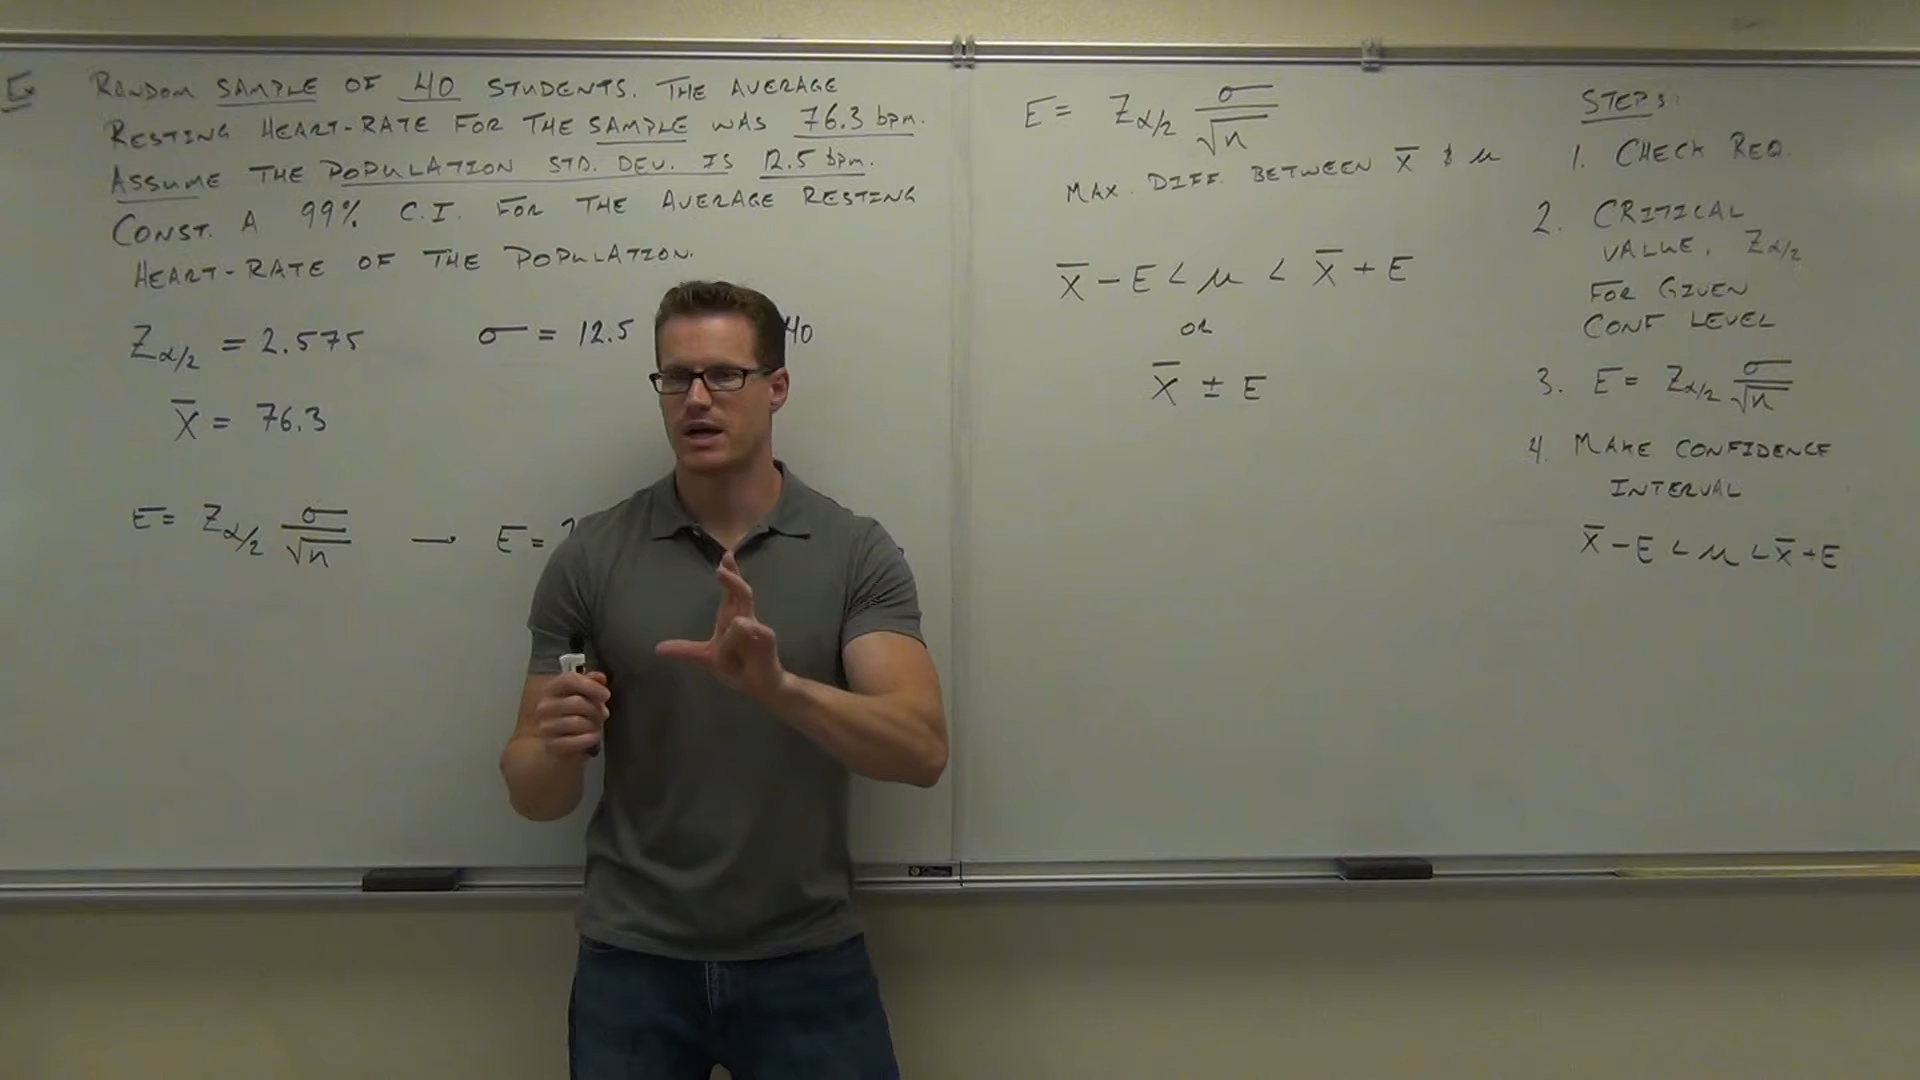 Ex RANDOM SAMPLE OF 40 STUDENTS. THE AVERAGE
RESTING HEART-RATE FOR THE SAMPLE WAS 76.3 bpm.
ASSUME THE POPULATION STD. DEV. IS 12.5 bpm.
CONST. A 99% C.I. FOR THE AVERAGE RESTING
HEART-RATE OF THE POPULATION.
Zα/2 = 2.575 σ = 12.5 40
x̄ = 76.3
E = Zα/2 σ/√n → E =
E = Zα/2 σ/√n
MAX. DIFF. BETWEEN x̄ & μ
x̄ - E < μ < x̄ + E
OR
x̄ ± E
STEPS:
1. CHECK REQ.
2. CRITICAL
VALUE, Zα/2
FOR GIVEN
CONF LEVEL
3. E = Zα/2 σ/√n
4. MAKE CONFIDENCE
INTERVAL
x̄ - E < μ < x̄ + E